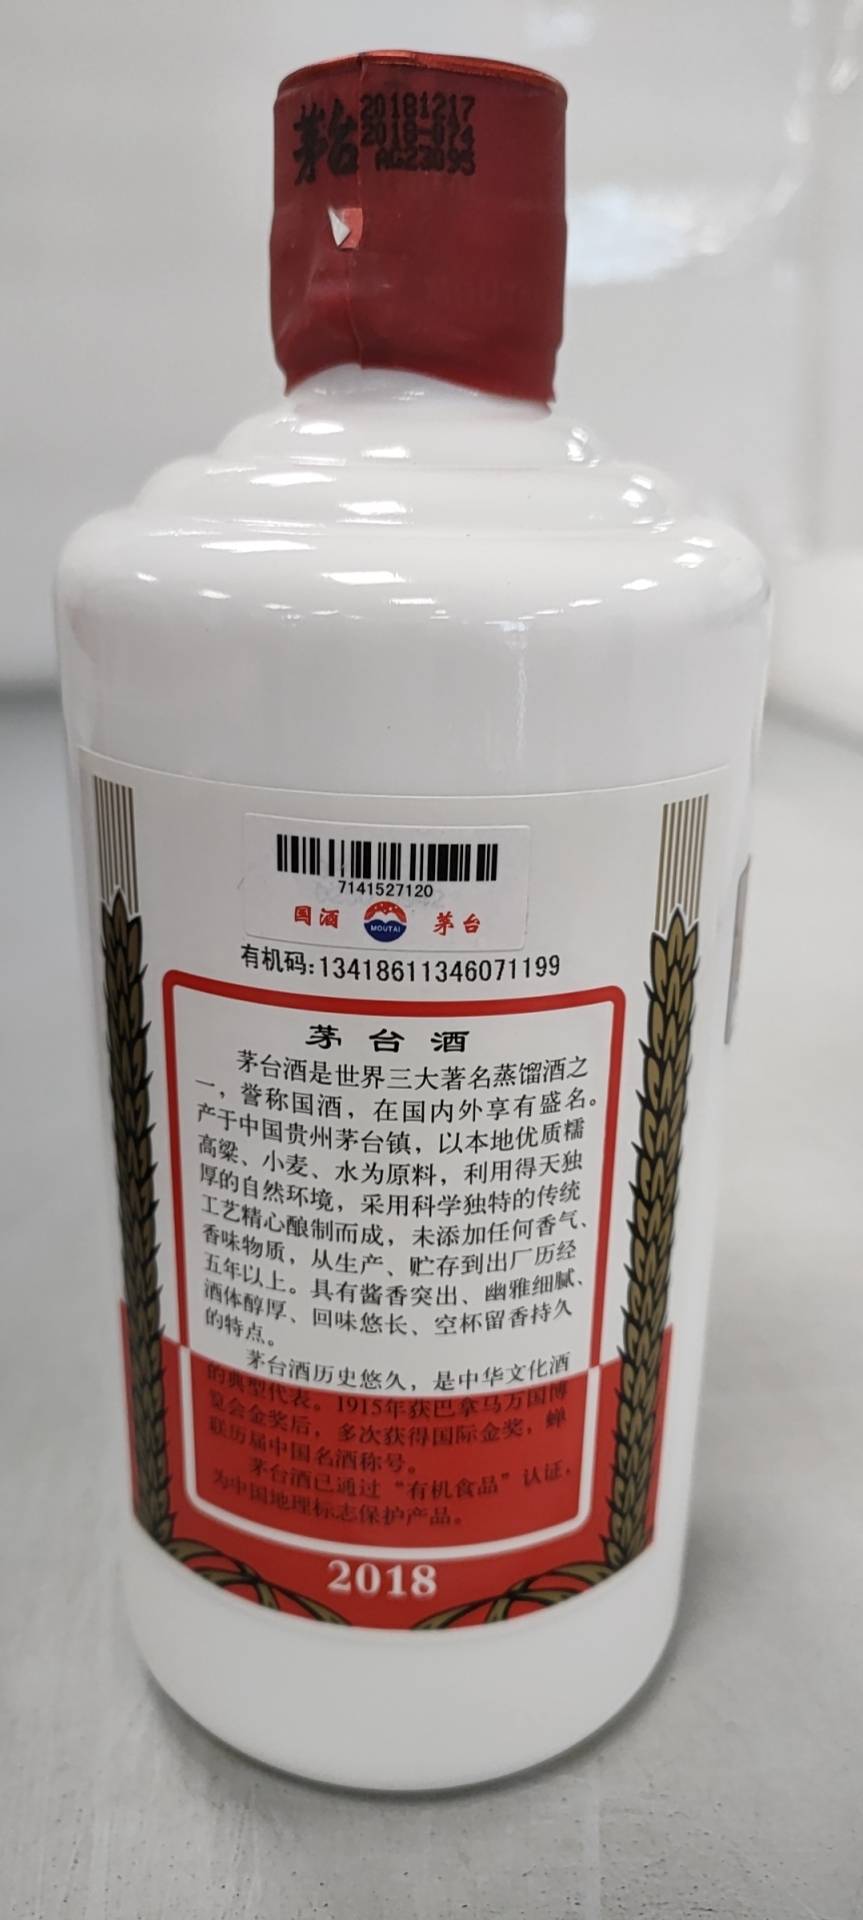 茅台
20181217
2018-074
AG23095
7141527120
国酒 MOUTAI 茅台
有机码:13418611346071199
茅台酒
茅台酒是世界三大著名蒸馏酒之
一，誉称国酒，在国内外享有盛名。
产于中国贵州茅台镇，以本地优质糯
高粱、小麦、水为原料，利用得天独
厚的自然环境，采用科学独特的传统
工艺精心酿制而成，未添加任何香气、
香味物质，从生产、贮存到出厂历经
五年以上。具有酱香突出、幽雅细腻、
酒体醇厚、回味悠长、空杯留香持久
的特点。
茅台酒历史悠久，是中华文化酒
的典型代表。1915年获巴拿马万国博
览会金奖后，多次获得国际金奖，蝉
联历届中国名酒称号。
茅台酒已通过“有机食品”认证，
为中国地理标志保护产品。
2018